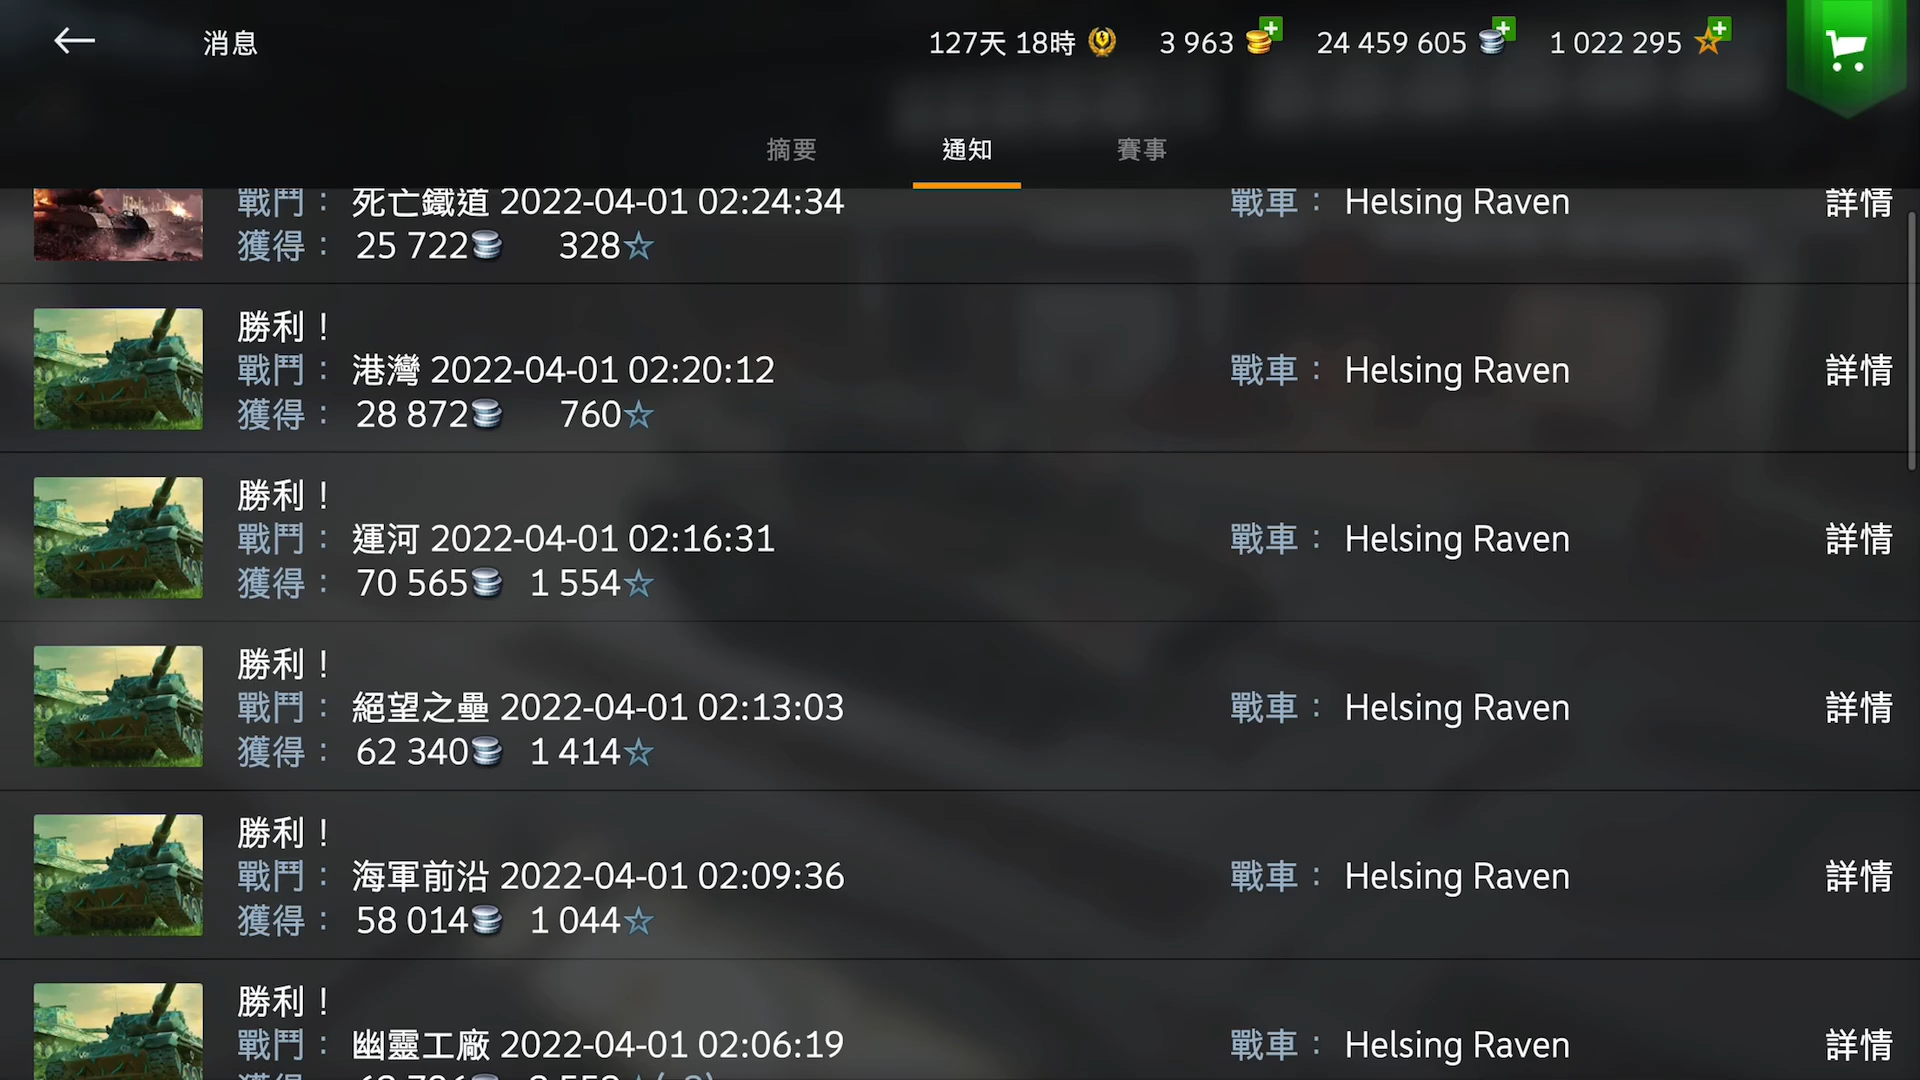 消息
127天 18時
3 963
24 459 605
1 022 295
摘要
通知
賽事
戰鬥： 死亡鐵道 2022-04-01 02:24:34
戰車： Helsing Raven
詳情
獲得： 25 722 328
勝利！
戰鬥： 港灣 2022-04-01 02:20:12
戰車： Helsing Raven
詳情
獲得： 28 872 760
勝利！
戰鬥： 運河 2022-04-01 02:16:31
戰車： Helsing Raven
詳情
獲得： 70 565 1 554
勝利！
戰鬥： 絕望之壘 2022-04-01 02:13:03
戰車： Helsing Raven
詳情
獲得： 62 340 1 414
勝利！
戰鬥： 海軍前沿 2022-04-01 02:09:36
戰車： Helsing Raven
詳情
獲得： 58 014 1 044
勝利！
戰鬥： 幽靈工廠 2022-04-01 02:06:19
戰車： Helsing Raven
詳情
獲得：